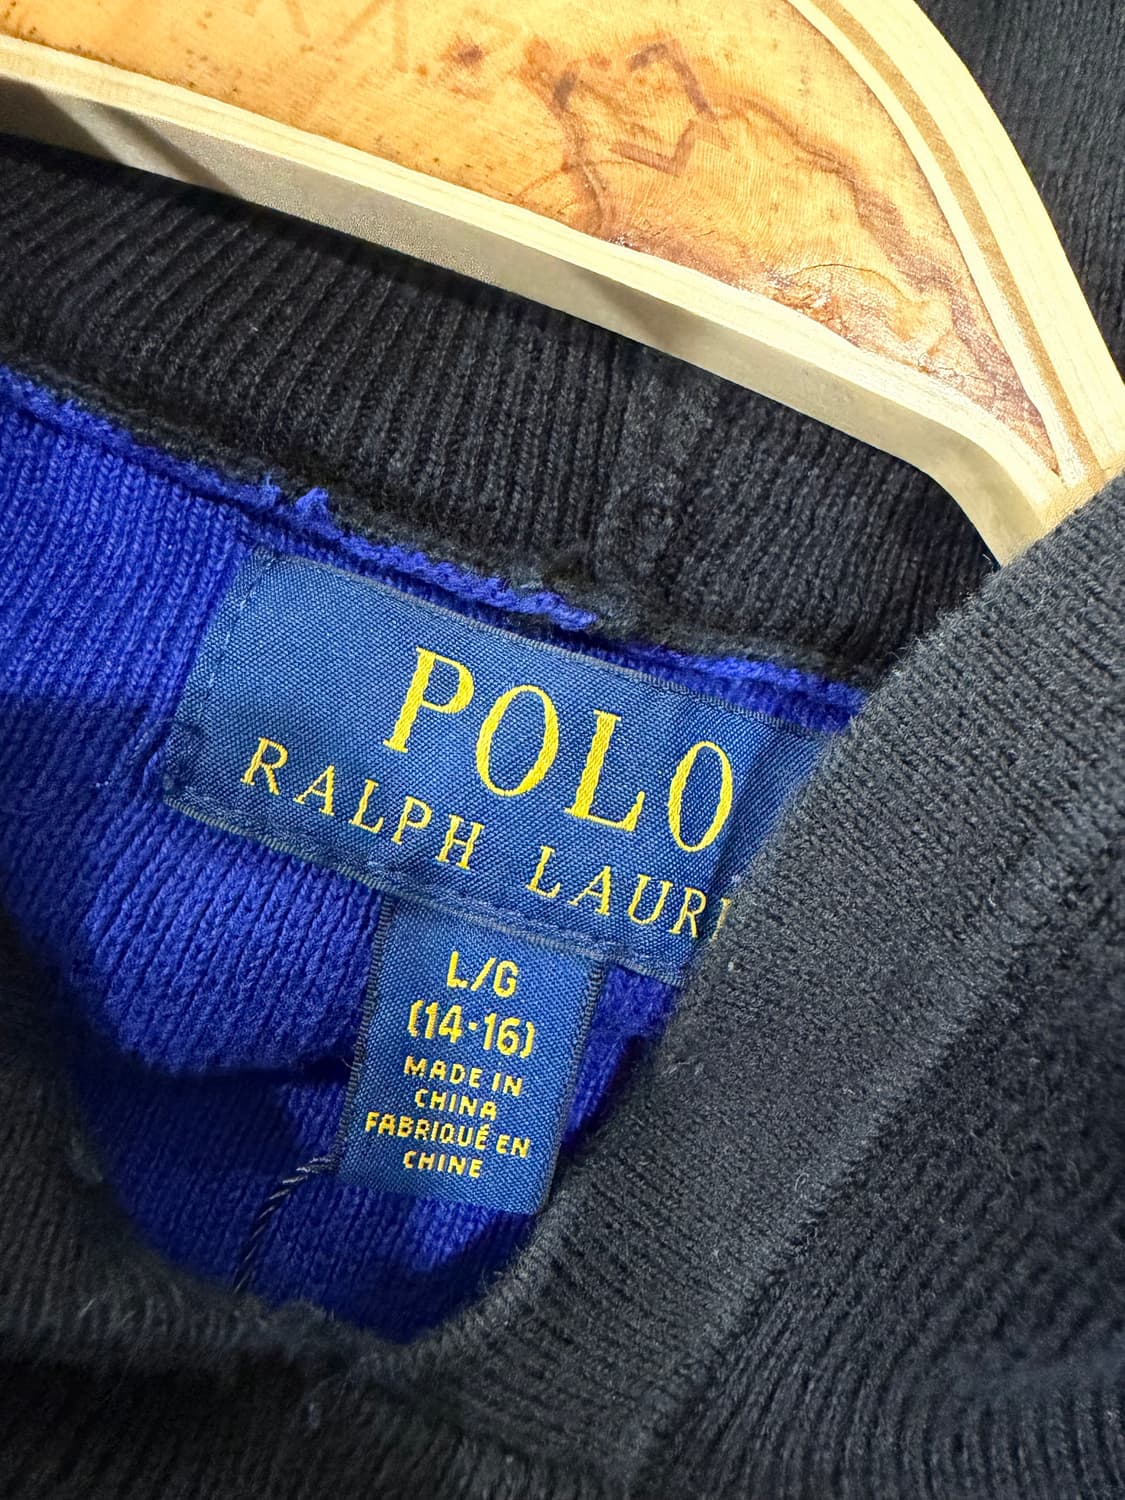 POLO
RALPH LAUR
L/G
(14-16)
MADE IN
CHINA
FABRIQUÉ EN
CHINE